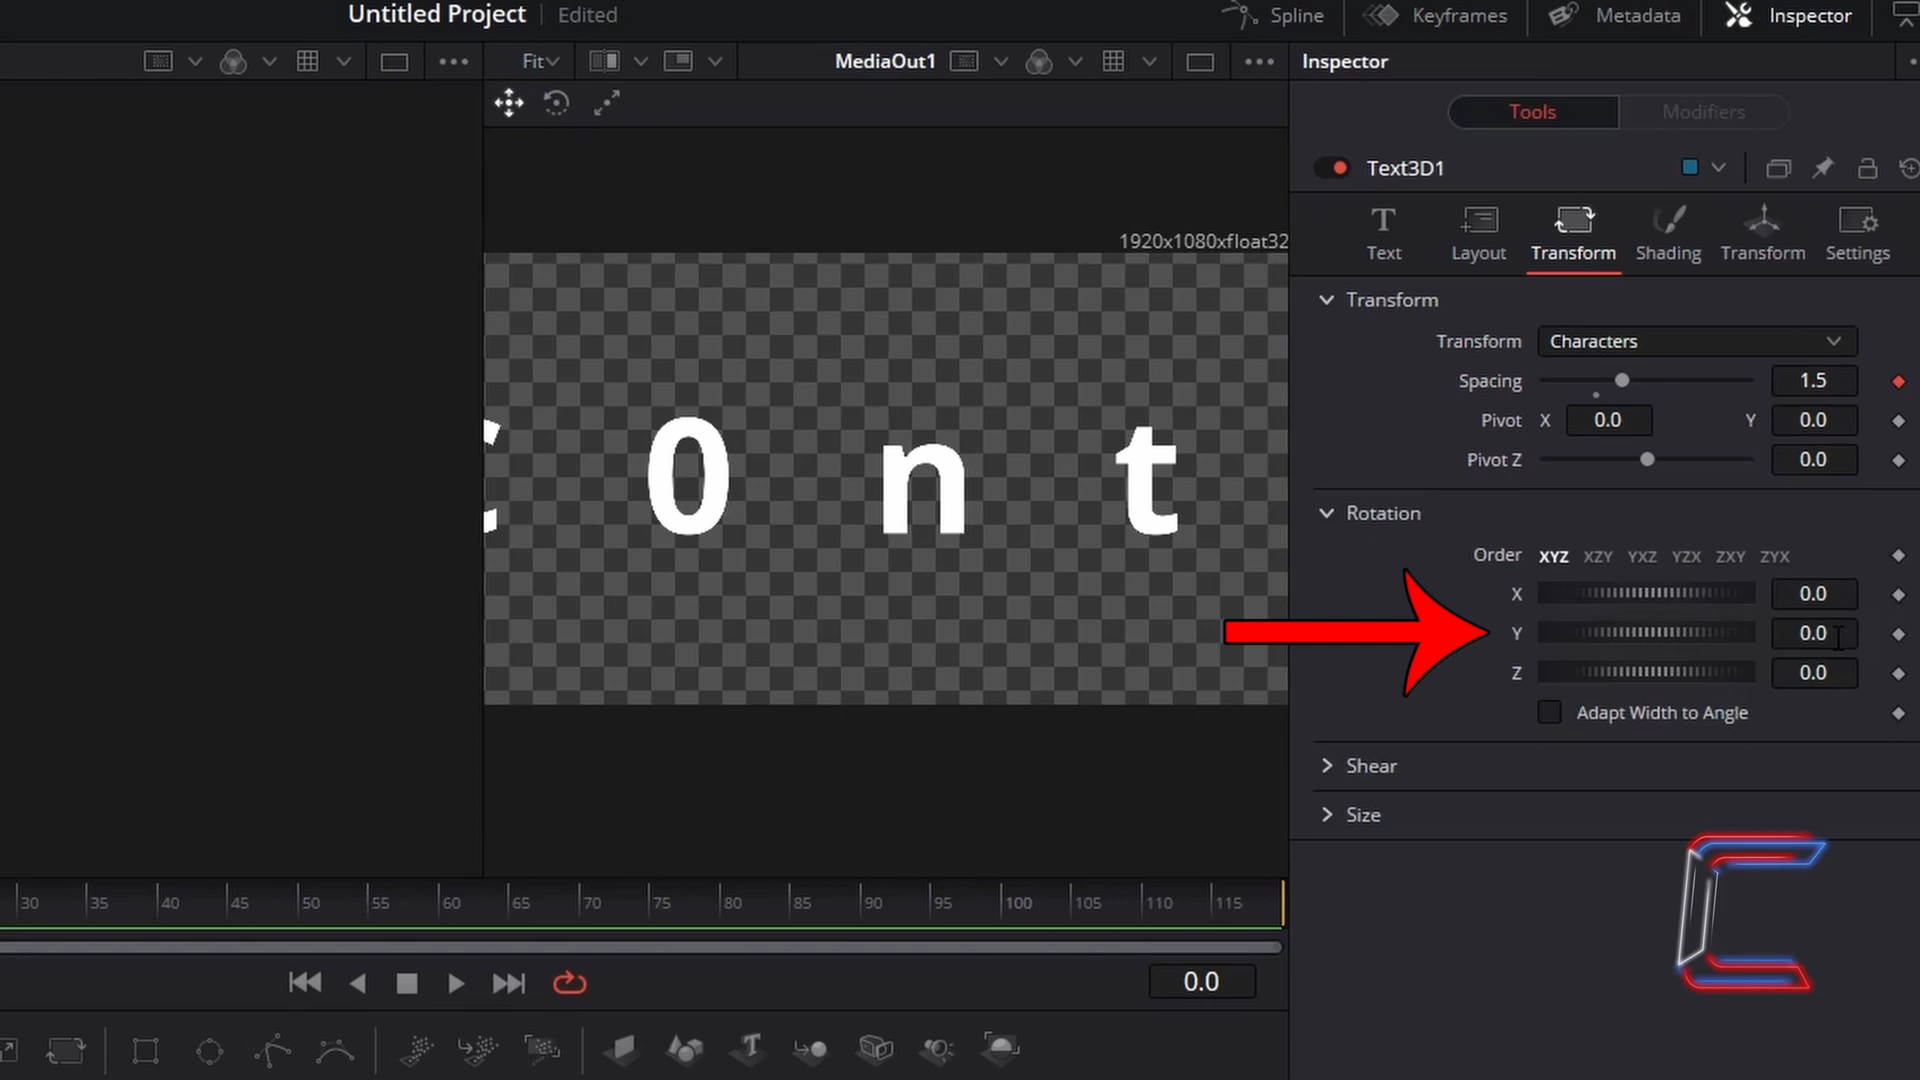 Untitled Project Edited
Spline Keyframes Metadata Inspector
Fit MediaOut1 Inspector
Tools Modifiers
Text3D1
Text Layout Transform Shading Transform Settings
1920x1080xfloat32
Transform
Transform Characters
Spacing 1.5
Pivot X 0.0 Y 0.0
Pivot Z 0.0
c 0 n t
Rotation
Order XYZ XZY YXZ YZX ZXY ZYX
X 0.0
Y 0.0
Z 0.0
Adapt Width to Angle
Shear
Size
30 35 40 45 50 55 60 65 70 75 80 85 90 95 100 105 110 115
0.0
C